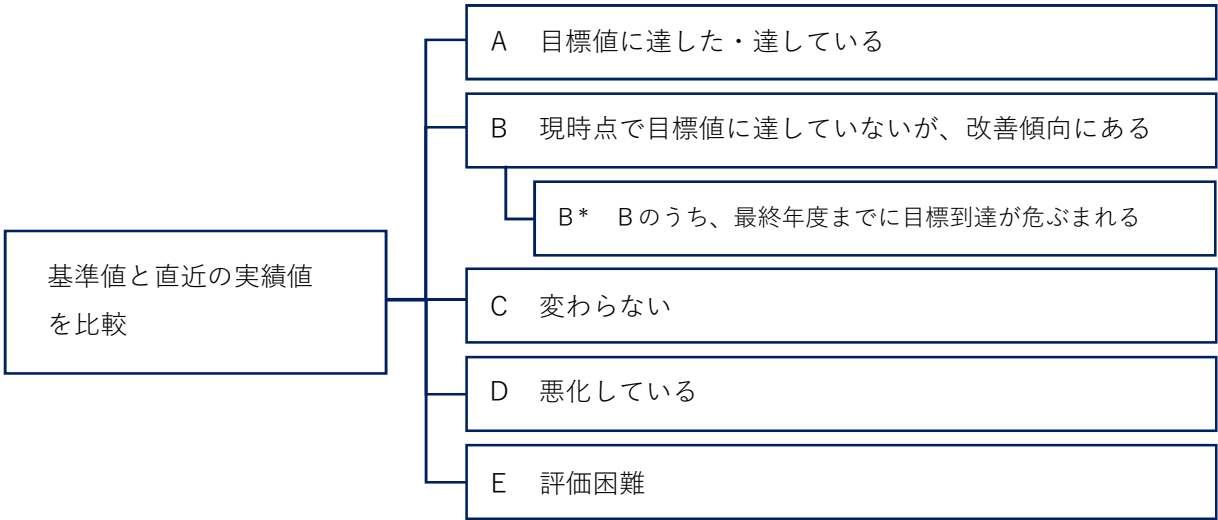 A　目標値に達した・達している
B　現時点で目標値に達していないが、改善傾向にある
B*　Bのうち、最終年度までに目標到達が危ぶまれる
基準値と直近の実績値
を比較
C　変わらない
D　悪化している
E　評価困難